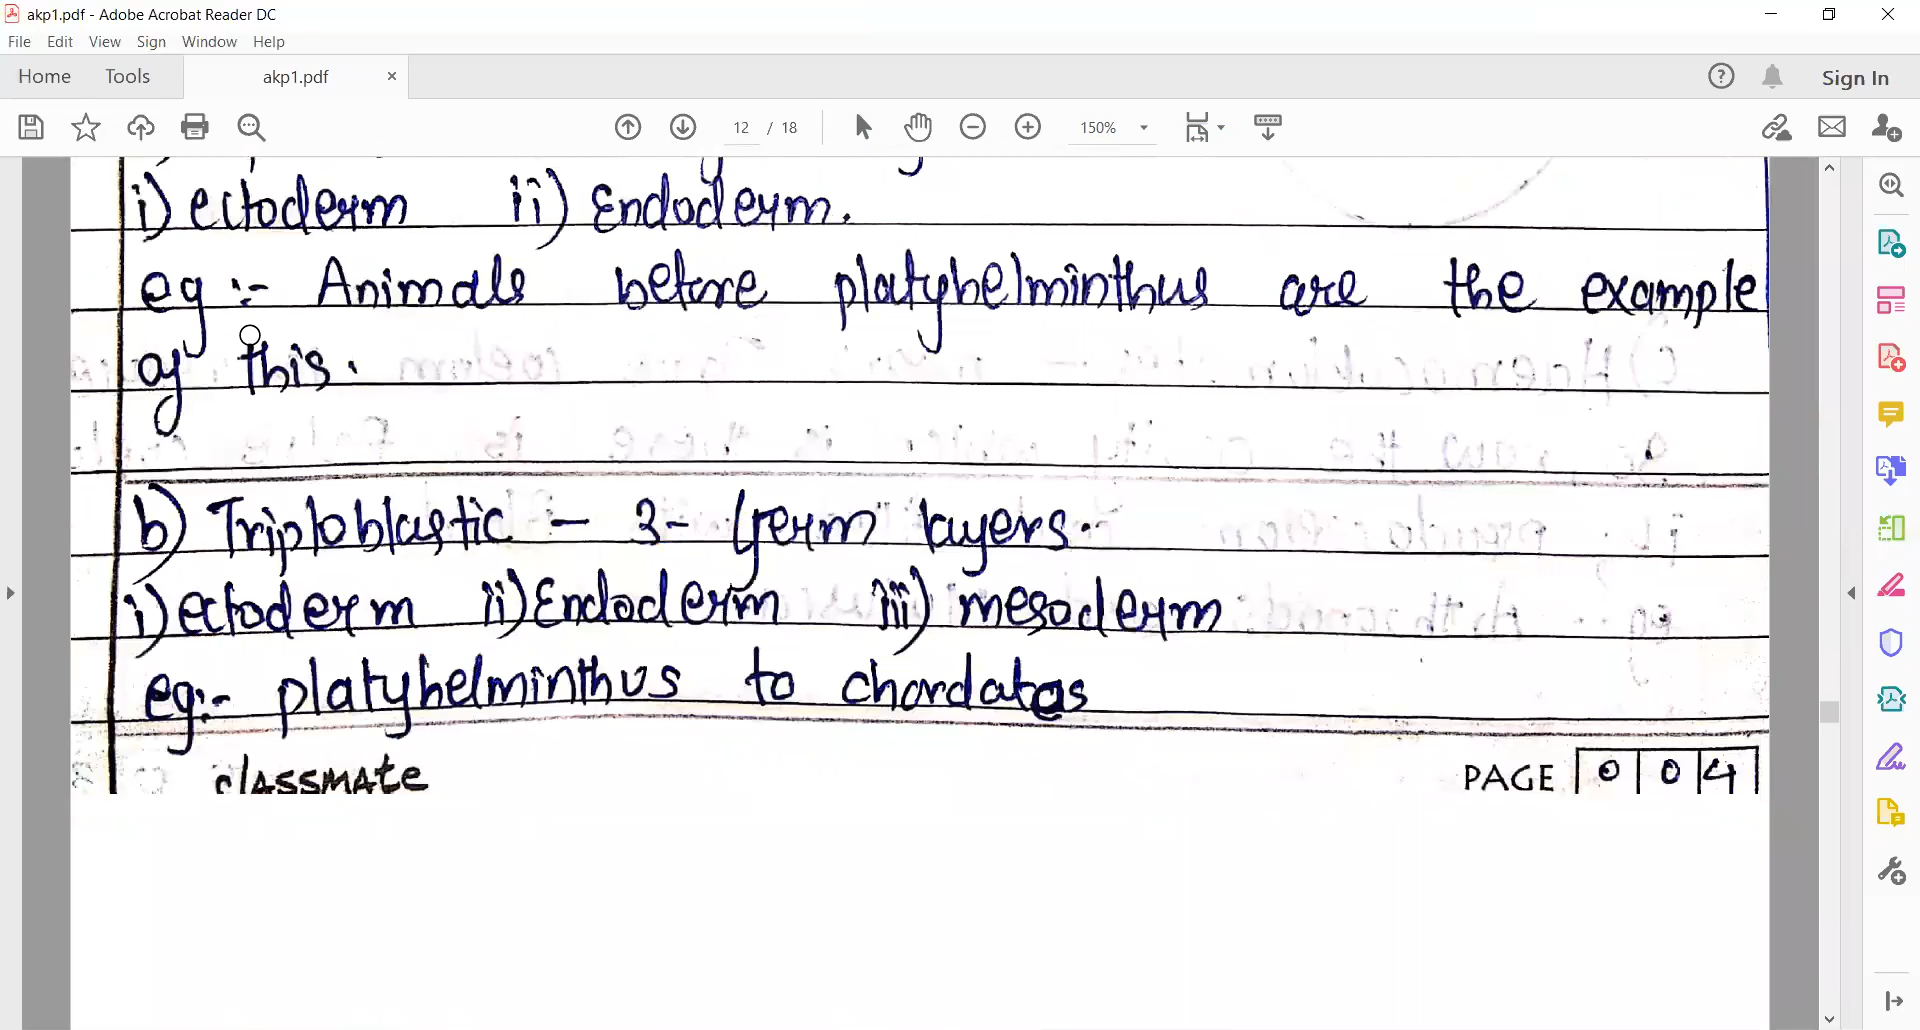 akp1.pdf - Adobe Acrobat Reader DC
File Edit View Sign Window Help
Home Tools akp1.pdf
Sign In
12 / 18 150%
i) ectoderm ii) Endoderm.
eg :- Animals before platyhelminthus are the example
of this.
b) Triploblastic - 3 - Germ layers.
i) ectoderm ii) Endoderm iii) mesoderm
eg:- platyhelminthus to chordates
classmate
PAGE 0 0 4